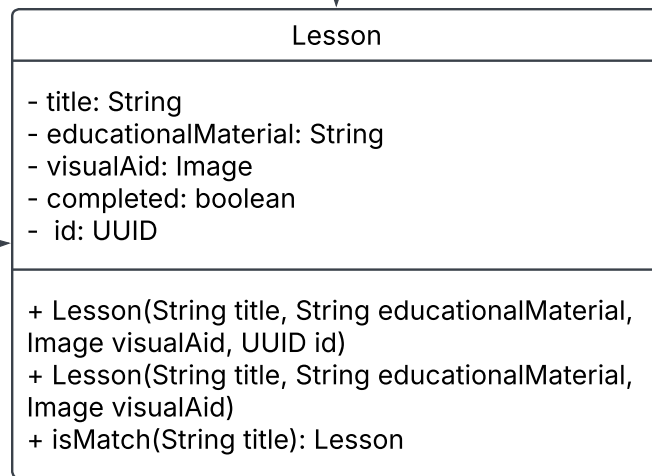 Lesson
- title: String
- educationalMaterial: String
- visualAid: Image
- completed: boolean
-  id: UUID
+ Lesson(String title, String educationalMaterial,
Image visualAid, UUID id)
+ Lesson(String title, String educationalMaterial,
Image visualAid)
+ isMatch(String title): Lesson